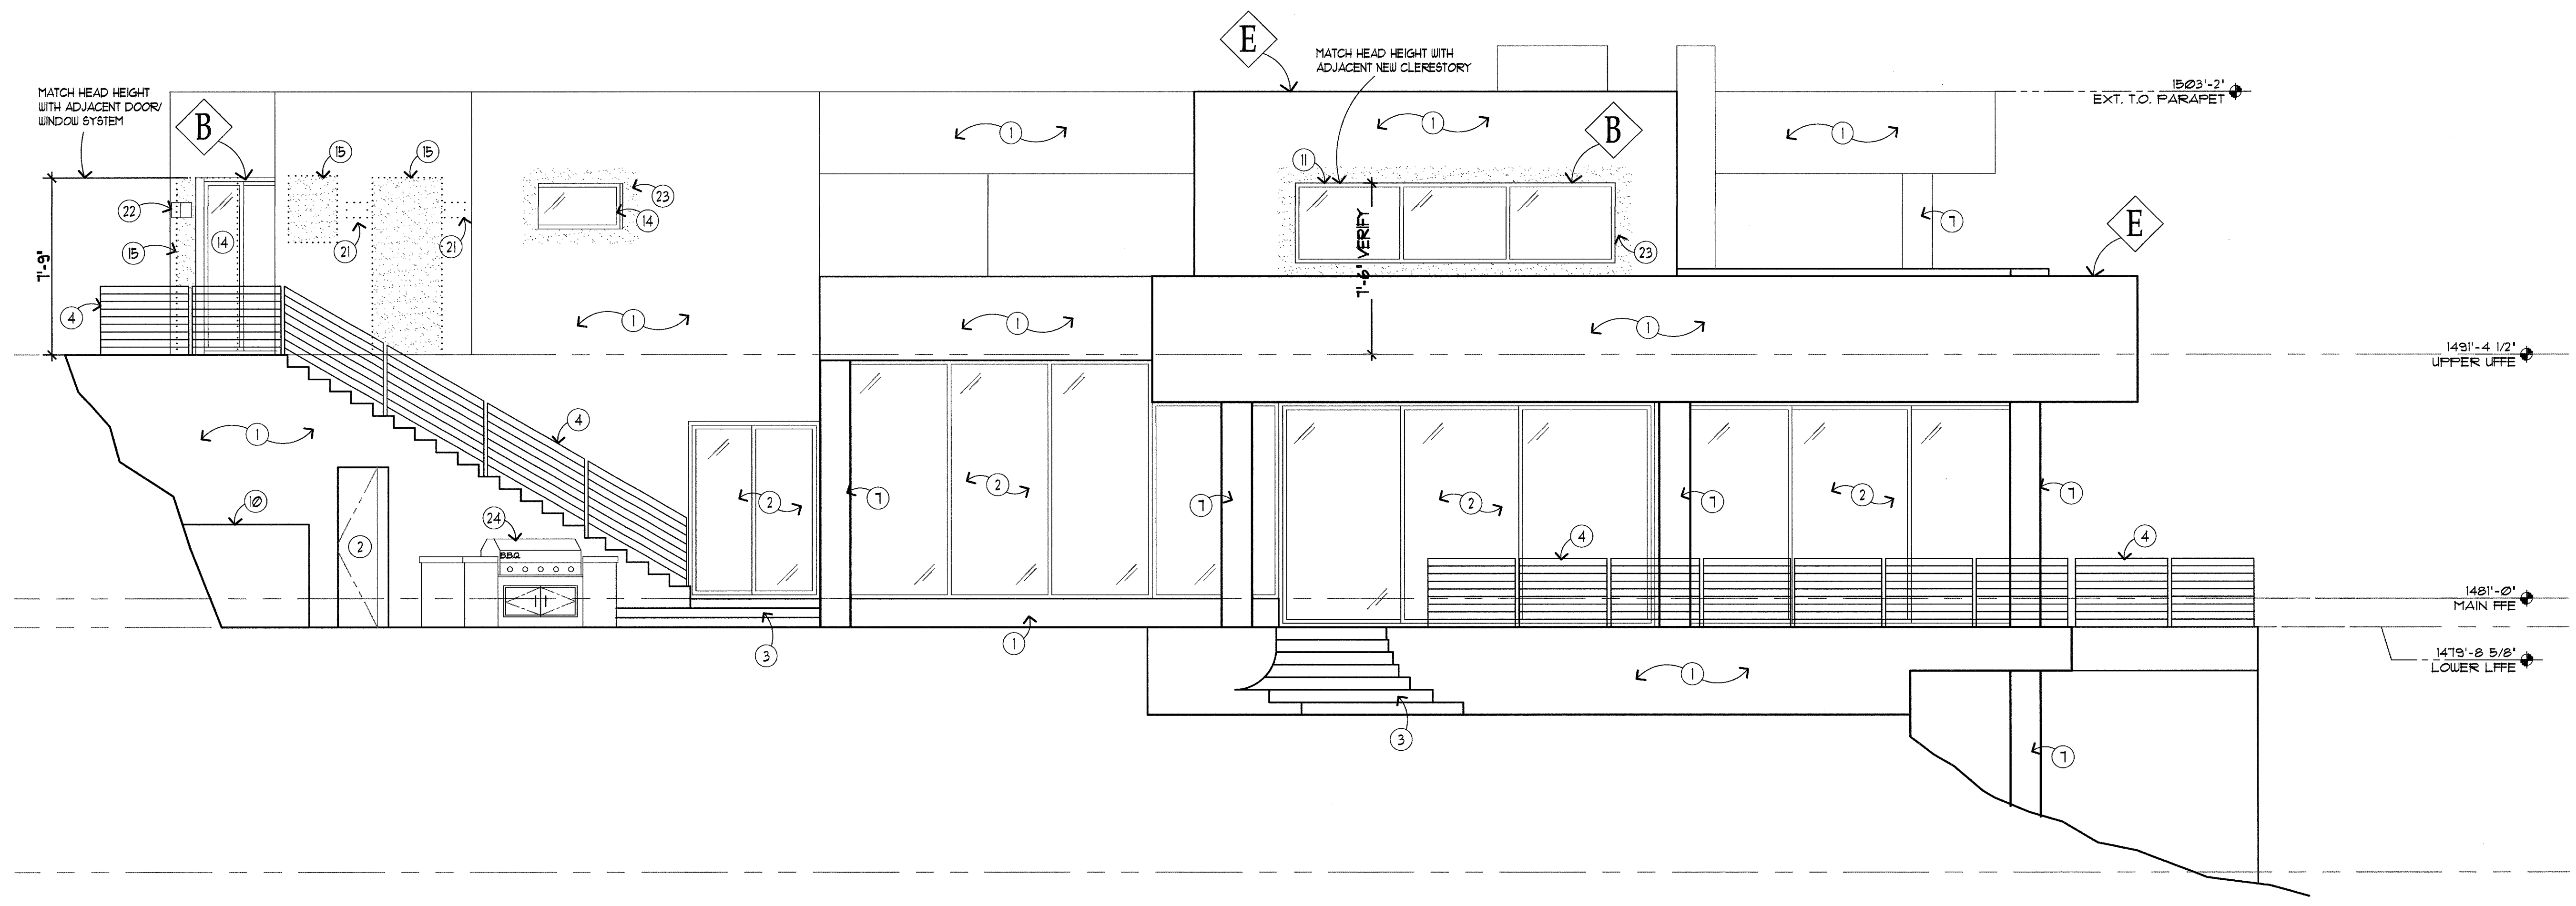 E
MATCH HEAD HEIGHT WITH
ADJACENT NEW CLERESTORY
MATCH HEAD HEIGHT
WITH ADJACENT DOOR/
WINDOW SYSTEM
1503'-2"
EXT. T.O. PARAPET
B
1
1
B
1
15
15
11
23
14
22
21
21
14
15
7
23
E
7'-9"
7'-6" VERIFY
4
1
1
1
1491'-4 1/2"
UPPER UFFE
4
1
2
7
2
7
2
7
2
7
10
24
2
BBQ
4
4
1481'-0"
MAIN FFE
3
1
1479'-8 5/8"
LOWER LFFE
1
3
7